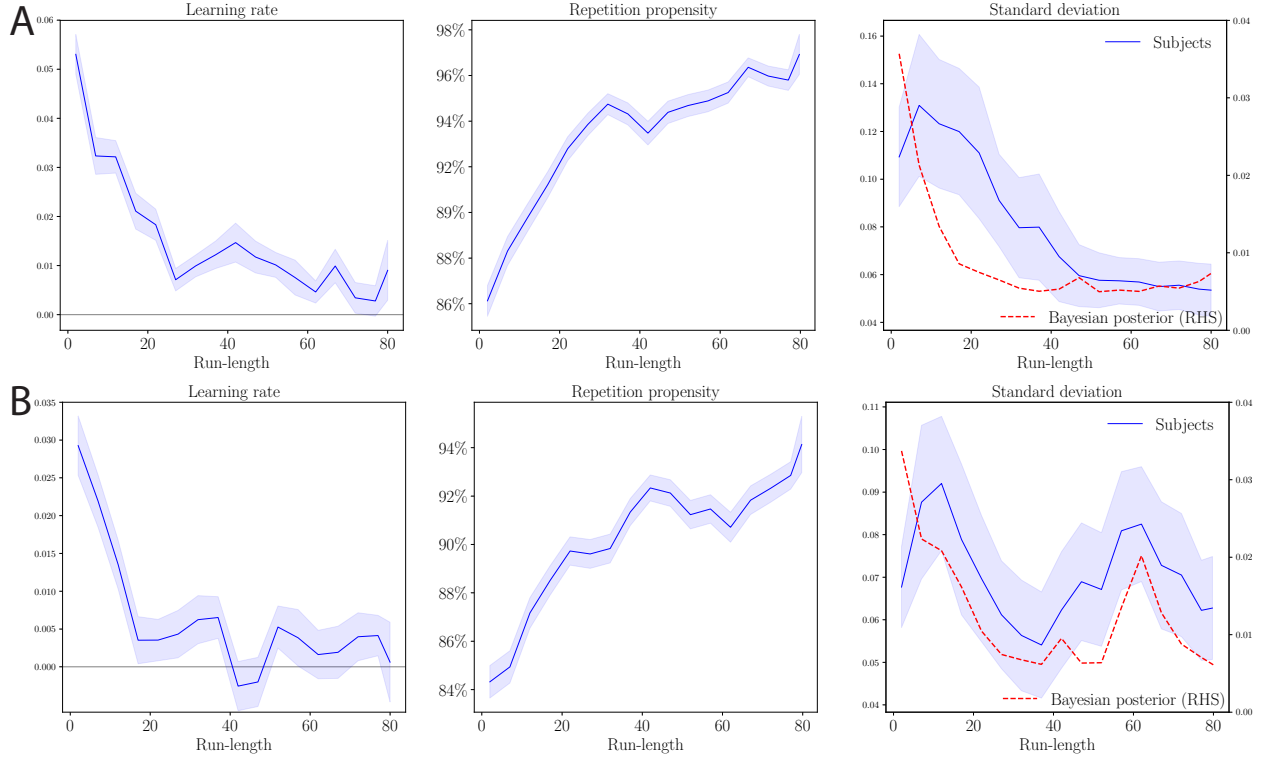 A
Learning rate
0.06
0.05
0.04
0.03
0.02
0.01
0.00
0 20 40 60 80
Run-length
Repetition propensity
98%
96%
94%
92%
89%
88%
86%
0 20 40 60 80
Run-length
Standard deviation
0.16
0.14
0.12
0.10
0.08
0.06
0.04
0.04
0.03
0.02
0.01
0.00
Subjects
Bayesian posterior (RHS)
0 20 40 60 80
Run-length
B
Learning rate
0.035
0.030
0.025
0.020
0.015
0.010
0.005
0.000
0 20 40 60 80
Run-length
Repetition propensity
94%
92%
90%
88%
86%
84%
0 20 40 60 80
Run-length
Standard deviation
0.11
0.10
0.09
0.08
0.07
0.06
0.05
0.04
0.04
0.03
0.02
0.01
0.00
Subjects
Bayesian posterior (RHS)
0 20 40 60 80
Run-length